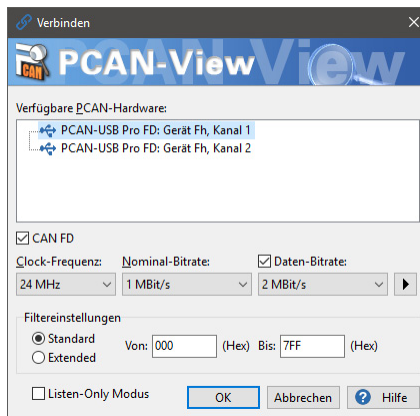 Verbinden
PCAN-View
CAN
Verfügbare PCAN-Hardware:
PCAN-USB Pro FD: Gerät Fh, Kanal 1
PCAN-USB Pro FD: Gerät Fh, Kanal 2
CAN FD
Clock-Frequenz: Nominal-Bitrate: Daten-Bitrate:
24 MHz 1 MBit/s 2 MBit/s
Filtereinstellungen
Standard Von: 000 (Hex) Bis: 7FF (Hex)
Extended
Listen-Only Modus OK Abbrechen Hilfe